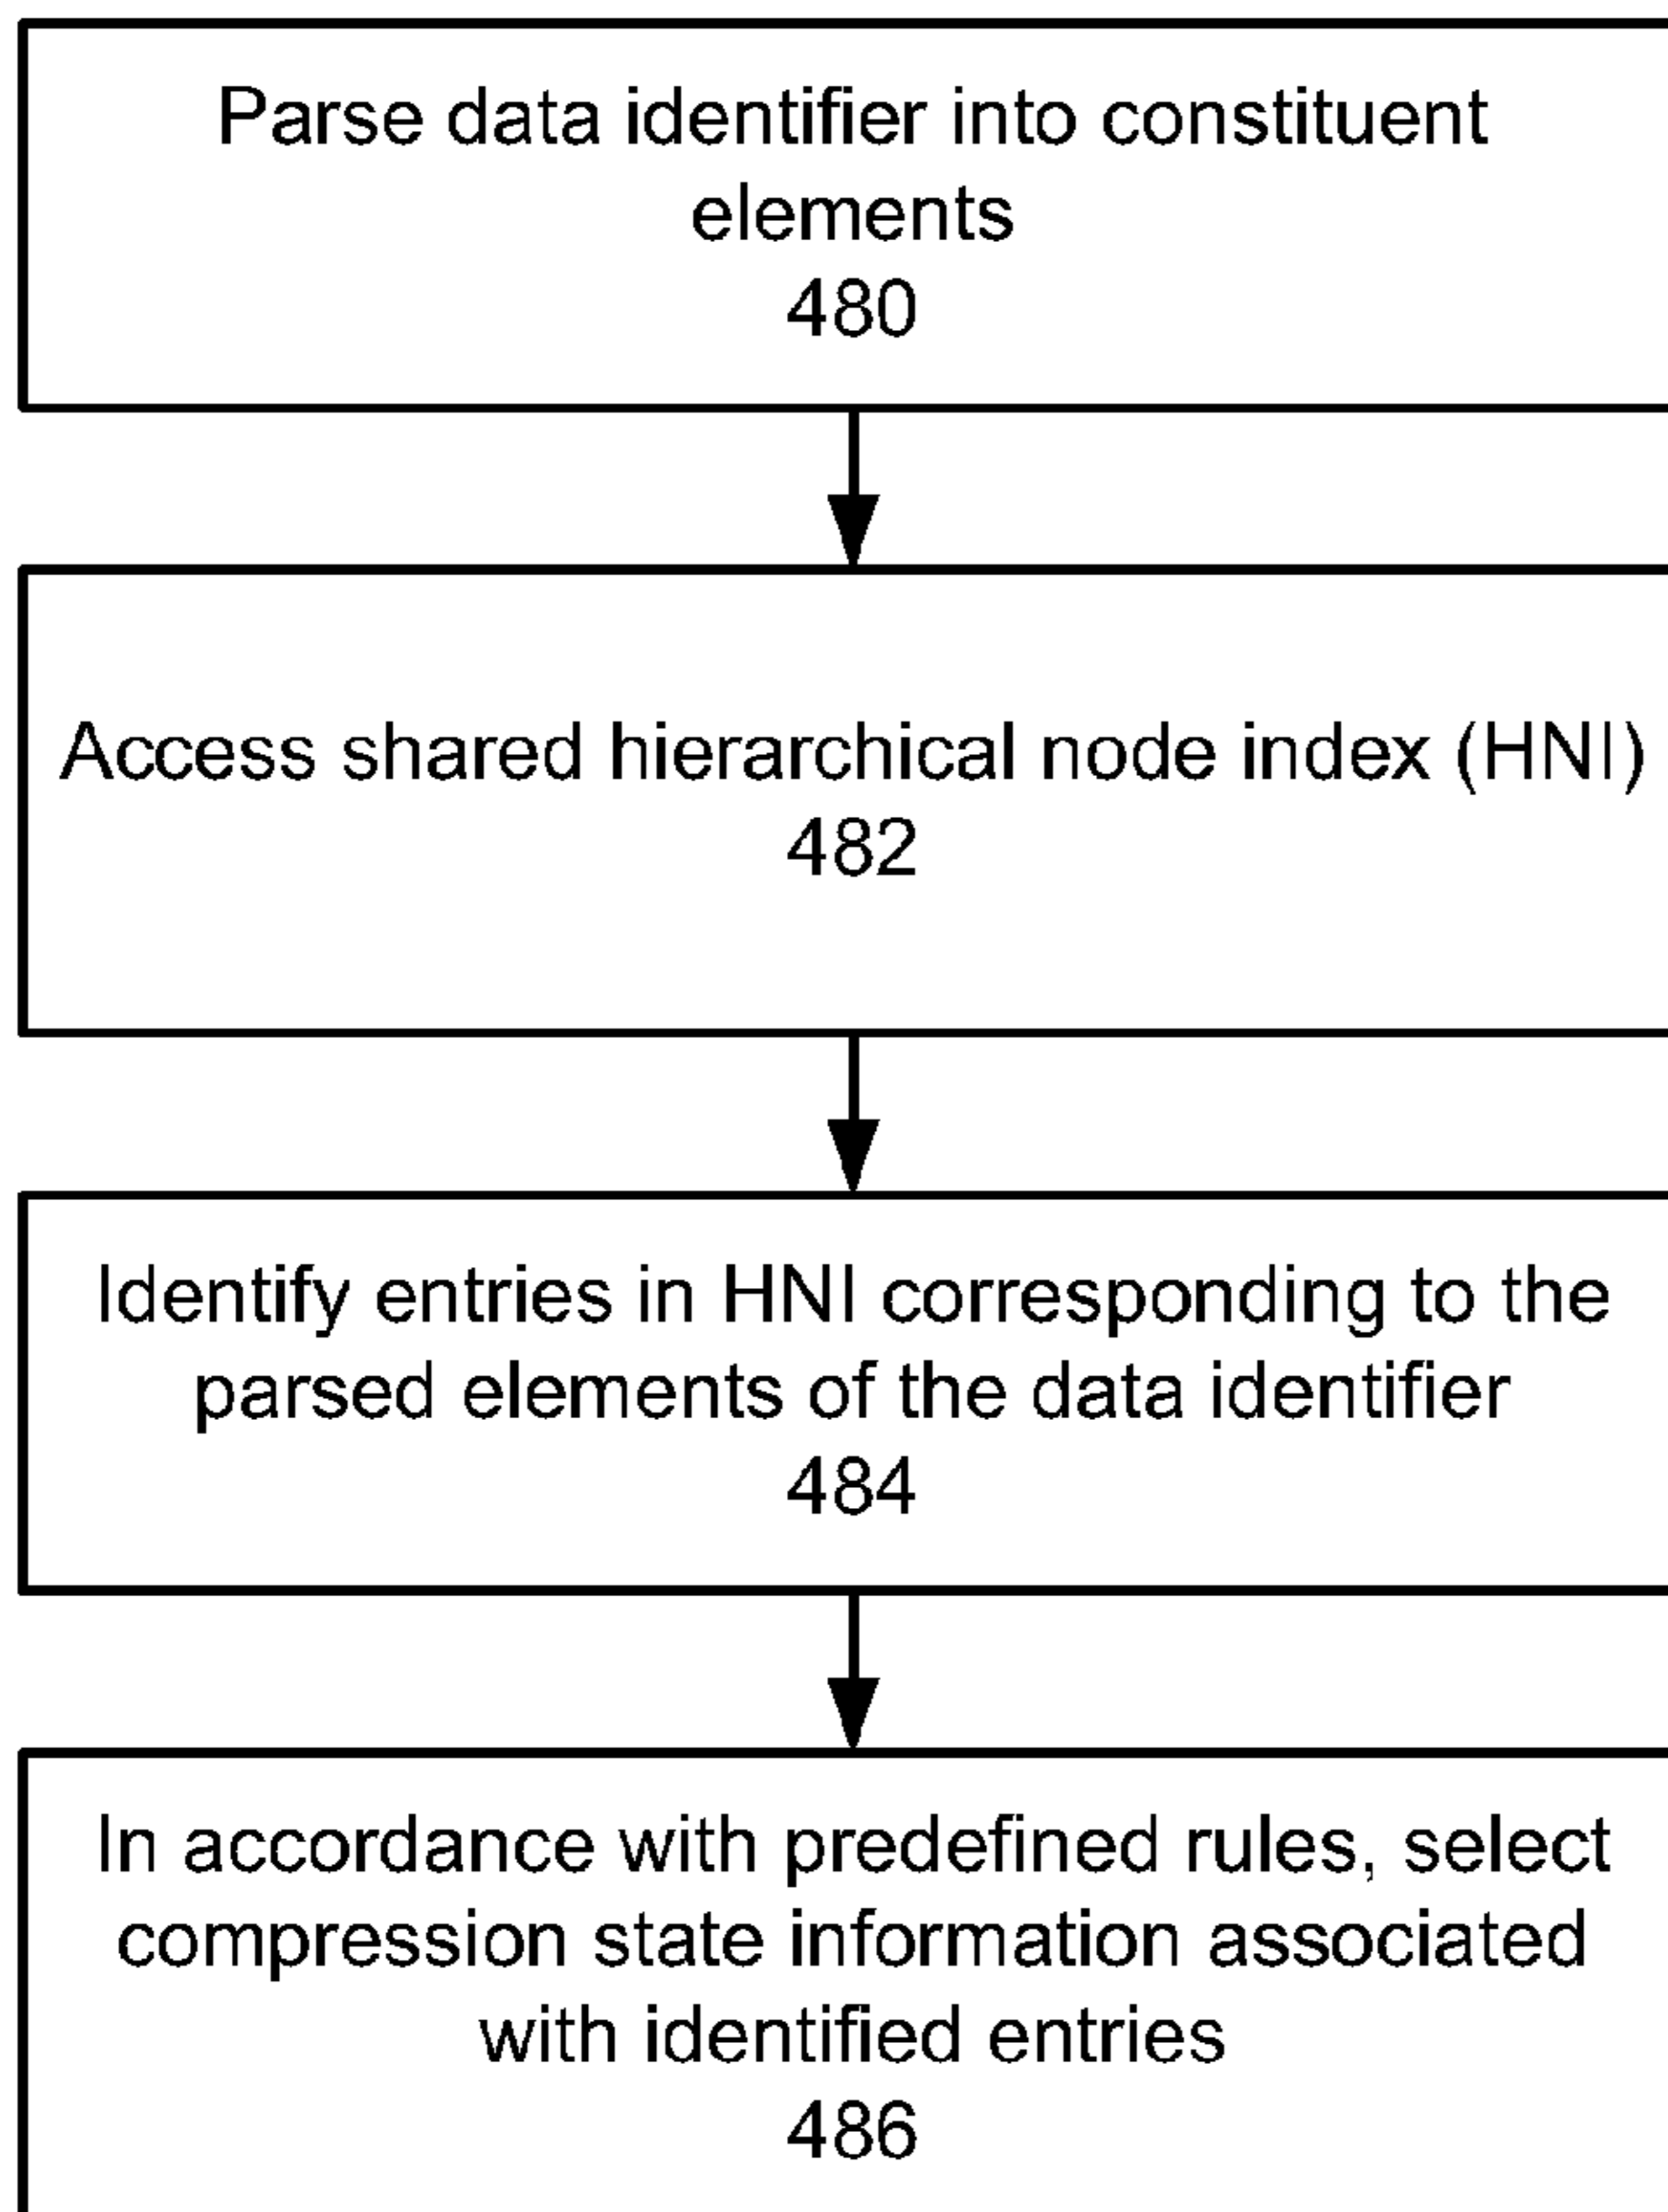 Parse data identifier into constituent
elements
480
Access shared hierarchical node index (HNI)
482
Identify entries in HNI corresponding to the
parsed elements of the data identifier
484
In accordance with predefined rules, select
compression state information associated
with identified entries
486